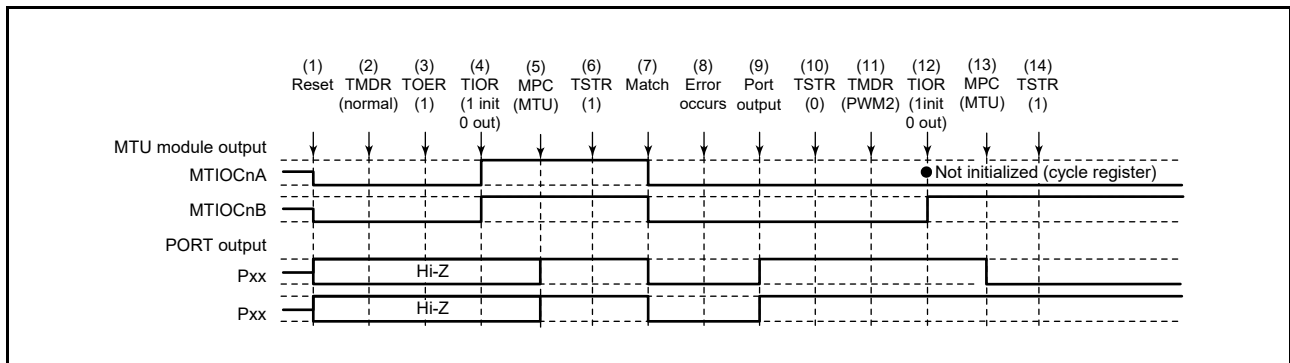 (1) (2) (3) (4) (5) (6) (7) (8) (9) (10) (11) (12) (13) (14)
Reset TMDR TOER TIOR MPC TSTR Match Error Port TSTR TMDR TIOR MPC TSTR
(normal) (1) (1 init (MTU) (1) occurs output (0) (PWM2) (1init (MTU) (1)
0 out) 0 out)
MTU module output
MTIOCnA ● Not initialized (cycle register)
MTIOCnB
PORT output
Pxx Hi-Z
Pxx Hi-Z